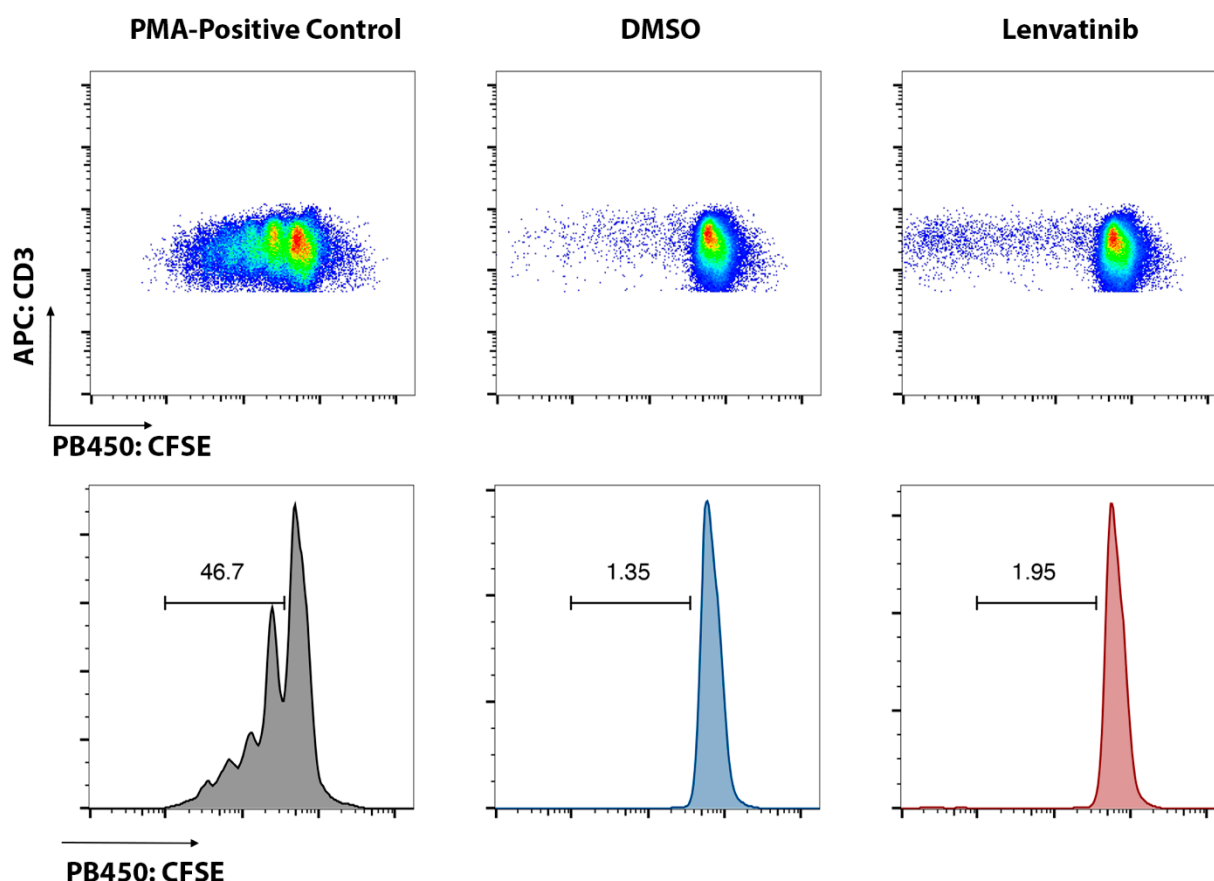 PMA-Positive Control
DMSO
Lenvatinib
APC: CD3
PB450: CFSE
46.7
1.35
1.95
PB450: CFSE